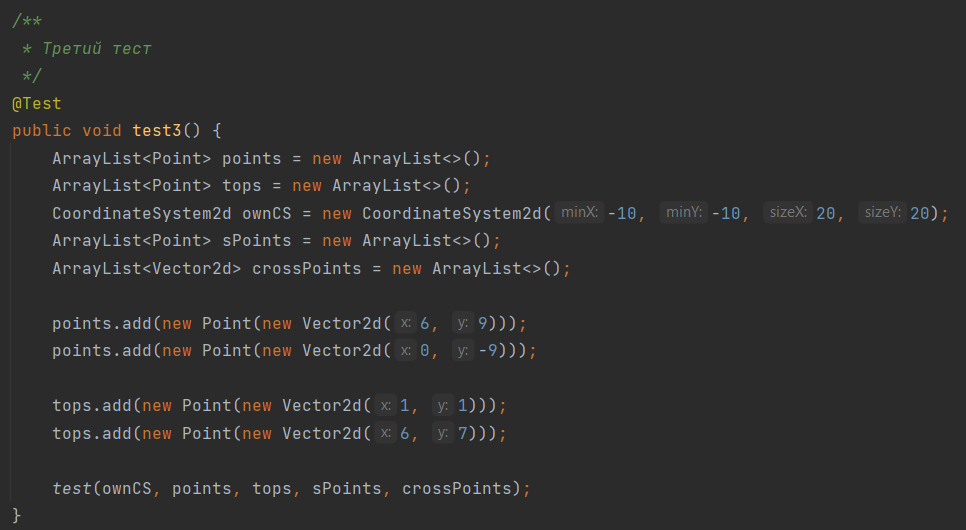 /**
 * Третий тест
 */
@Test
public void test3() {
    ArrayList<Point> points = new ArrayList<>();
    ArrayList<Point> tops = new ArrayList<>();
    CoordinateSystem2d ownCS = new CoordinateSystem2d( minX: -10, minY: -10, sizeX: 20, sizeY: 20);
    ArrayList<Point> sPoints = new ArrayList<>();
    ArrayList<Vector2d> crossPoints = new ArrayList<>();

    points.add(new Point(new Vector2d( x: 6, y: 9)));
    points.add(new Point(new Vector2d( x: 0, y: -9)));

    tops.add(new Point(new Vector2d( x: 1, y: 1)));
    tops.add(new Point(new Vector2d( x: 6, y: 7)));

    test(ownCS, points, tops, sPoints, crossPoints);
}